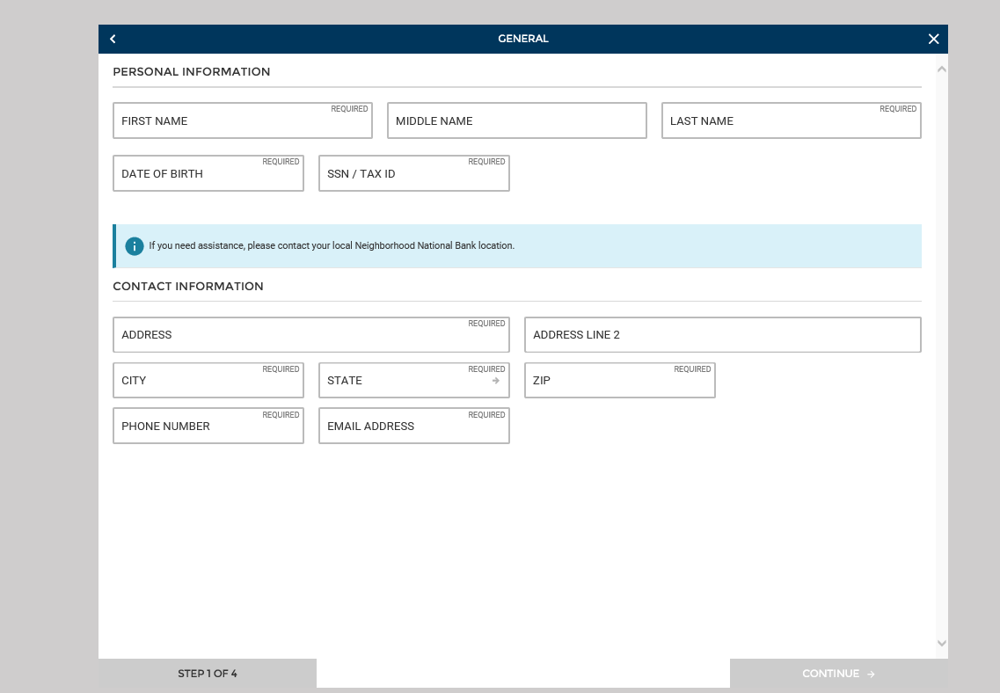 GENERAL
PERSONAL INFORMATION
REQUIRED
REQUIRED
FIRST NAME
MIDDLE NAME
LAST NAME
REQUIRED
REQUIRED
DATE OF BIRTH
SSN / TAX ID
If you need assistance, please contact your local Neighborhood National Bank location.
CONTACT INFORMATION
REQUIRED
ADDRESS
ADDRESS LINE 2
REQUIRED
REQUIRED
REQUIRED
CITY
STATE
ZIP
REQUIRED
REQUIRED
PHONE NUMBER
EMAIL ADDRESS
STEP 1 OF 4
CONTINUE